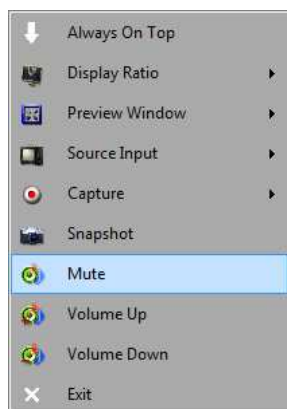 Always On Top
Display Ratio
Preview Window
Source Input
Capture
Snapshot
Mute
Volume Up
Volume Down
Exit